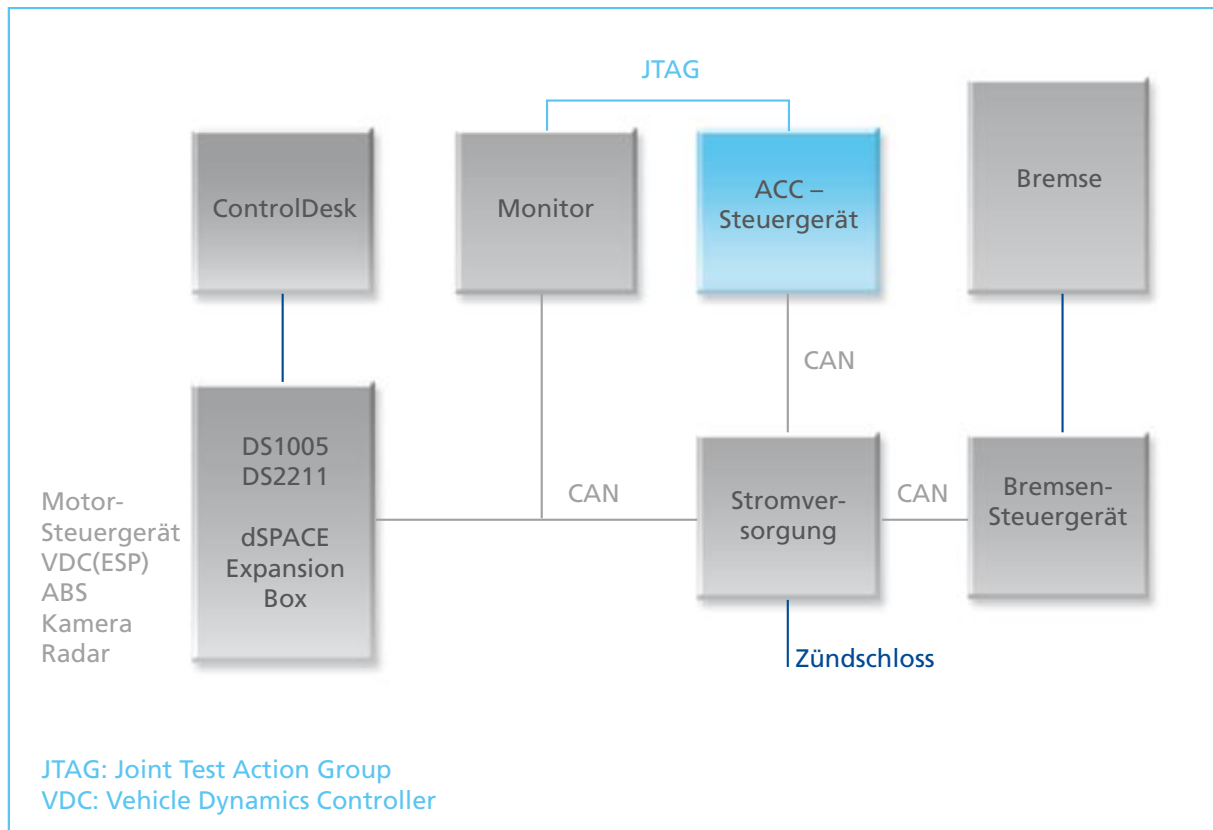 JTAG
ControlDesk
Monitor
ACC –
Steuergerät
Bremse
CAN
DS1005
DS2211
dSPACE
Expansion
Box
Motor-
Steuergerät
VDC(ESP)
ABS
Kamera
Radar
CAN
Stromver-
sorgung
CAN
Bremsen-
Steuergerät
Zündschloss
JTAG: Joint Test Action Group
VDC: Vehicle Dynamics Controller